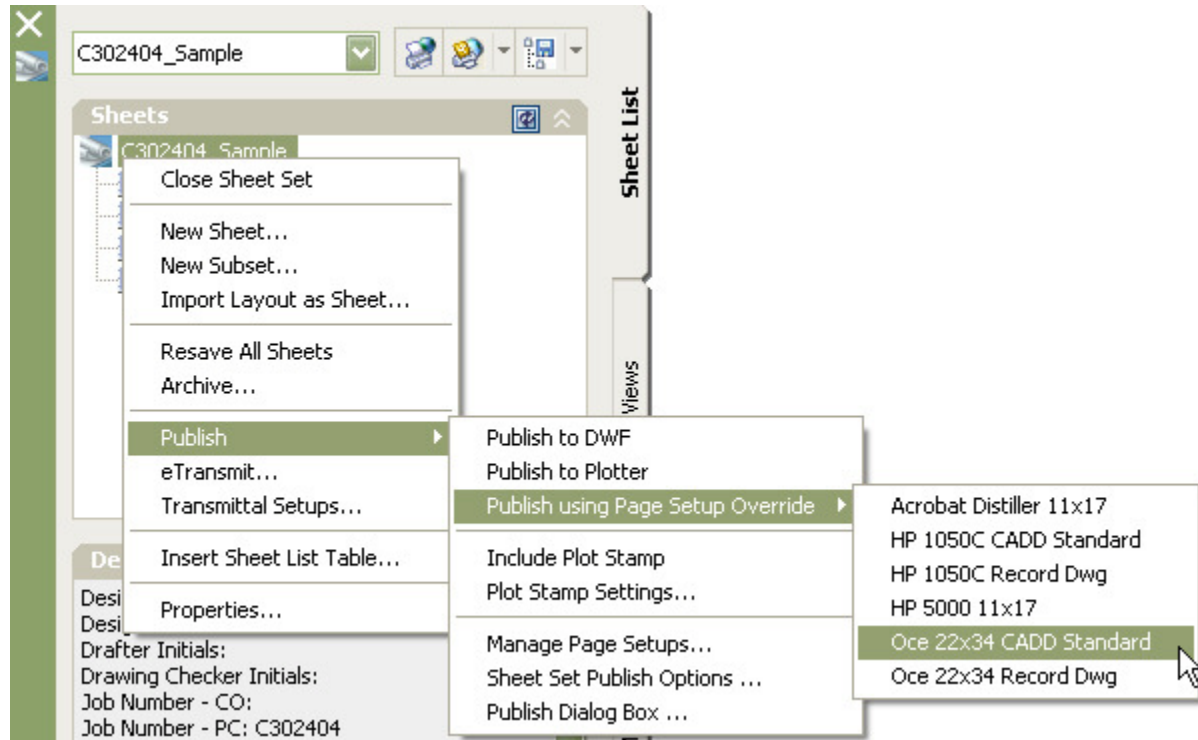 C302404_Sample
Sheets
C302404_Sample
Close Sheet Set
New Sheet...
New Subset...
Import Layout as Sheet...
Resave All Sheets
Archive...
Publish
eTransmit...
Transmittal Setups...
Insert Sheet List Table...
Properties...
Publish to DWF
Publish to Plotter
Publish using Page Setup Override
Include Plot Stamp
Plot Stamp Settings...
Manage Page Setups...
Sheet Set Publish Options ...
Publish Dialog Box ...
Acrobat Distiller 11x17
HP 1050C CADD Standard
HP 1050C Record Dwg
HP 5000 11x17
Oce 22x34 CADD Standard
Oce 22x34 Record Dwg
Drafter Initials:
Drawing Checker Initials:
Job Number - CO:
Job Number - PC: C302404
Sheet List
Views